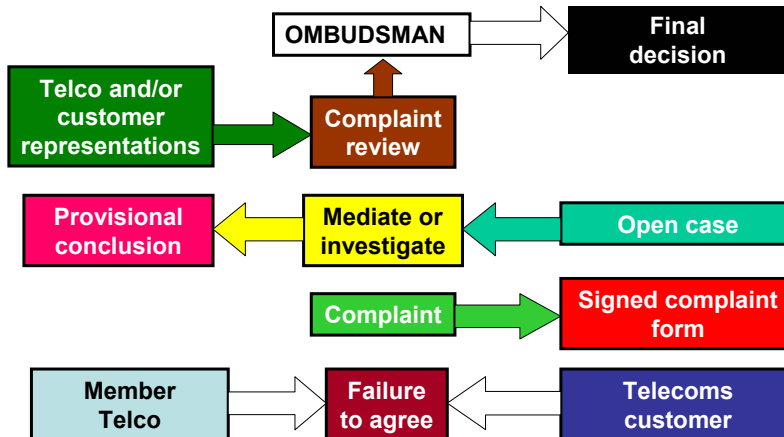 OMBUDSMAN
Final
decision
Telco and/or
customer
representations
Complaint
review
Provisional
conclusion
Mediate or
investigate
Open case
Complaint
Signed complaint
form
Member
Telco
Failure
to agree
Telecoms
customer